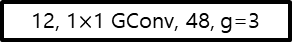 12, 1×1 GConv, 48, g=3